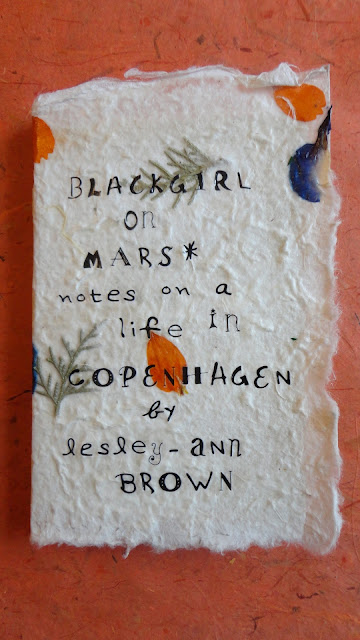 BLACKGIRL
on
MARS*
notes on a
life in
COPENHAGEN
by
lesley-ann
BROWN